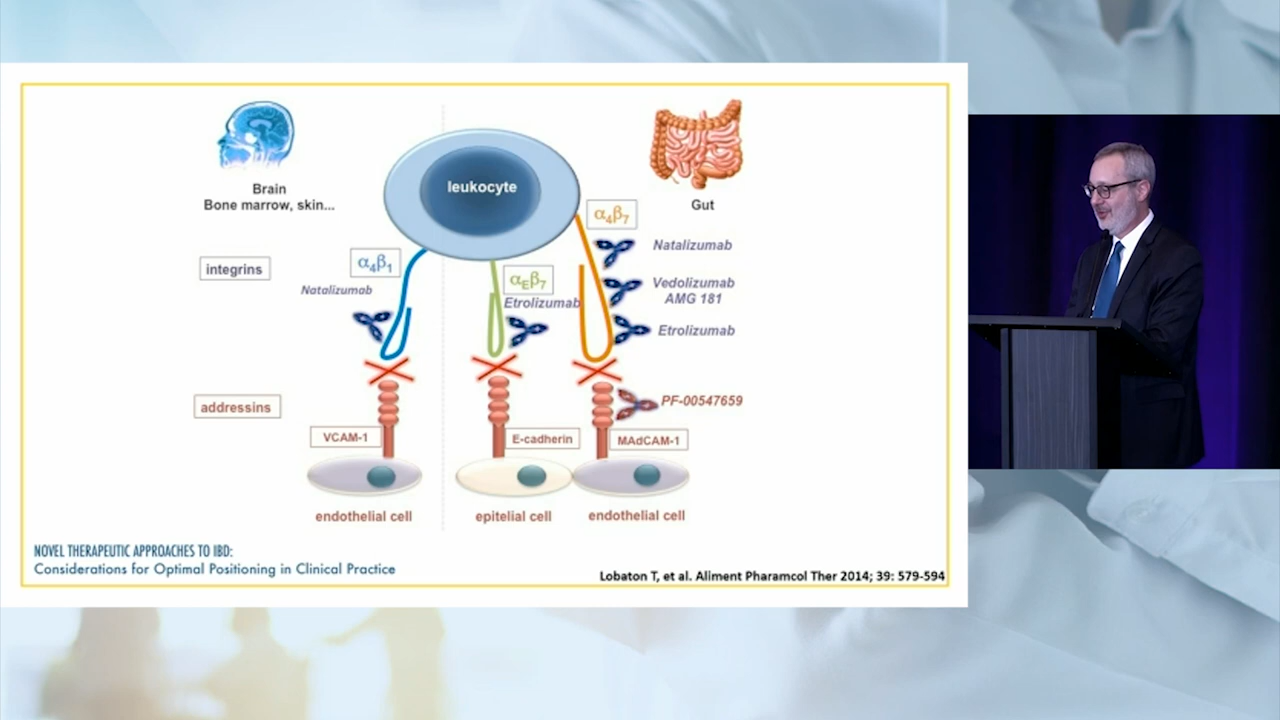 Brain
Bone marrow, skin...
leukocyte
Gut
integrins
α4β1
Natalizumab
αEβ7
Etrolizumab
α4β7
Natalizumab
Vedolizumab
AMG 181
Etrolizumab
addressins
PF-00547659
VCAM-1
E-cadherin
MAdCAM-1
endothelial cell
epitelial cell
endothelial cell
NOVEL THERAPEUTIC APPROACHES TO IBD:
Considerations for Optimal Positioning in Clinical Practice
Lobaton T, et al. Aliment Pharamcol Ther 2014; 39: 579-594